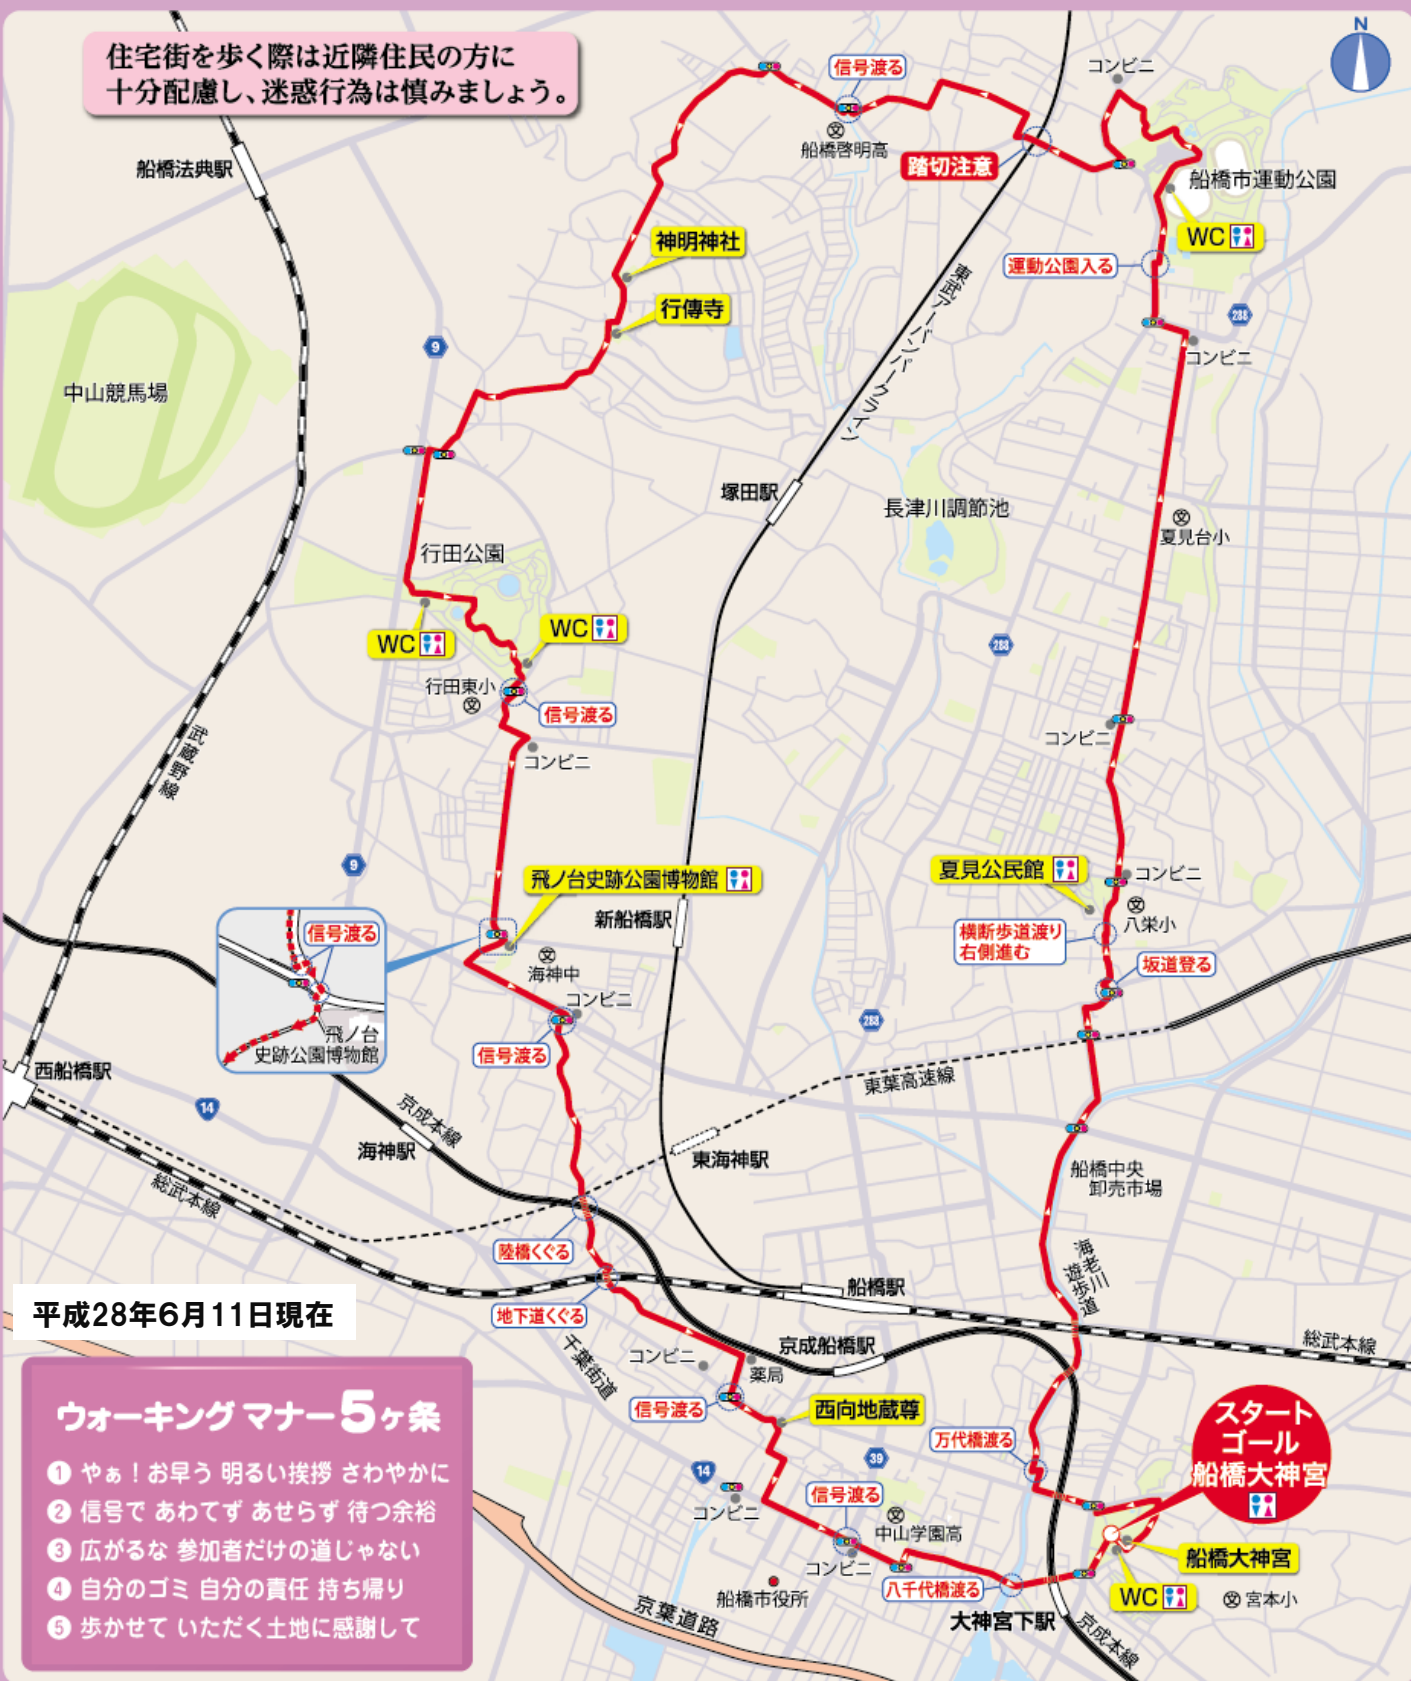 住宅街を歩く際は近隣住民の方に
十分配慮し、迷惑行為は慎みましょう。
N
コンビニ
信号渡る
船橋啓明高
踏切注意
船橋市運動公園
WC
運動公園入る
船橋法典駅
神明神社
行傳寺
東武アーバンパークライン
288
コンビニ
9
中山競馬場
塚田駅
長津川調節池
文
夏見台小
行田公園
WC
WC
行田東小
文
信号渡る
コンビニ
288
コンビニ
武蔵野線
9
飛ノ台史跡公園博物館
夏見公民館
コンビニ
文
八栄小
新船橋駅
横断歩道渡り
右側進む
坂道登る
信号渡る
飛ノ台
史跡公園博物館
文
海神中
コンビニ
信号渡る
288
西船橋駅
14
京成本線
海神駅
東葉高速線
東海神駅
船橋中央
卸売市場
総武本線
陸橋くぐる
海老川
遊歩道
地下道くぐる
船橋駅
平成28年6月11日現在
千葉街道
コンビニ
京成船橋駅
薬局
総武本線
信号渡る
西向地蔵尊
万代橋渡る
スタート
ゴール
船橋大神宮
39
14
信号渡る
コンビニ
文
中山学園高
コンビニ
船橋市役所
八千代橋渡る
船橋大神宮
WC
文 宮本小
大神宮下駅
京成本線
京葉道路
ウォーキング マナー5ヶ条
1 やぁ！お早う 明るい挨拶 さわやかに
2 信号で あわてず あせらず 待つ余裕
3 広がるな 参加者だけの道じゃない
4 自分のゴミ 自分の責任 持ち帰り
5 歩かせて いただく土地に感謝して